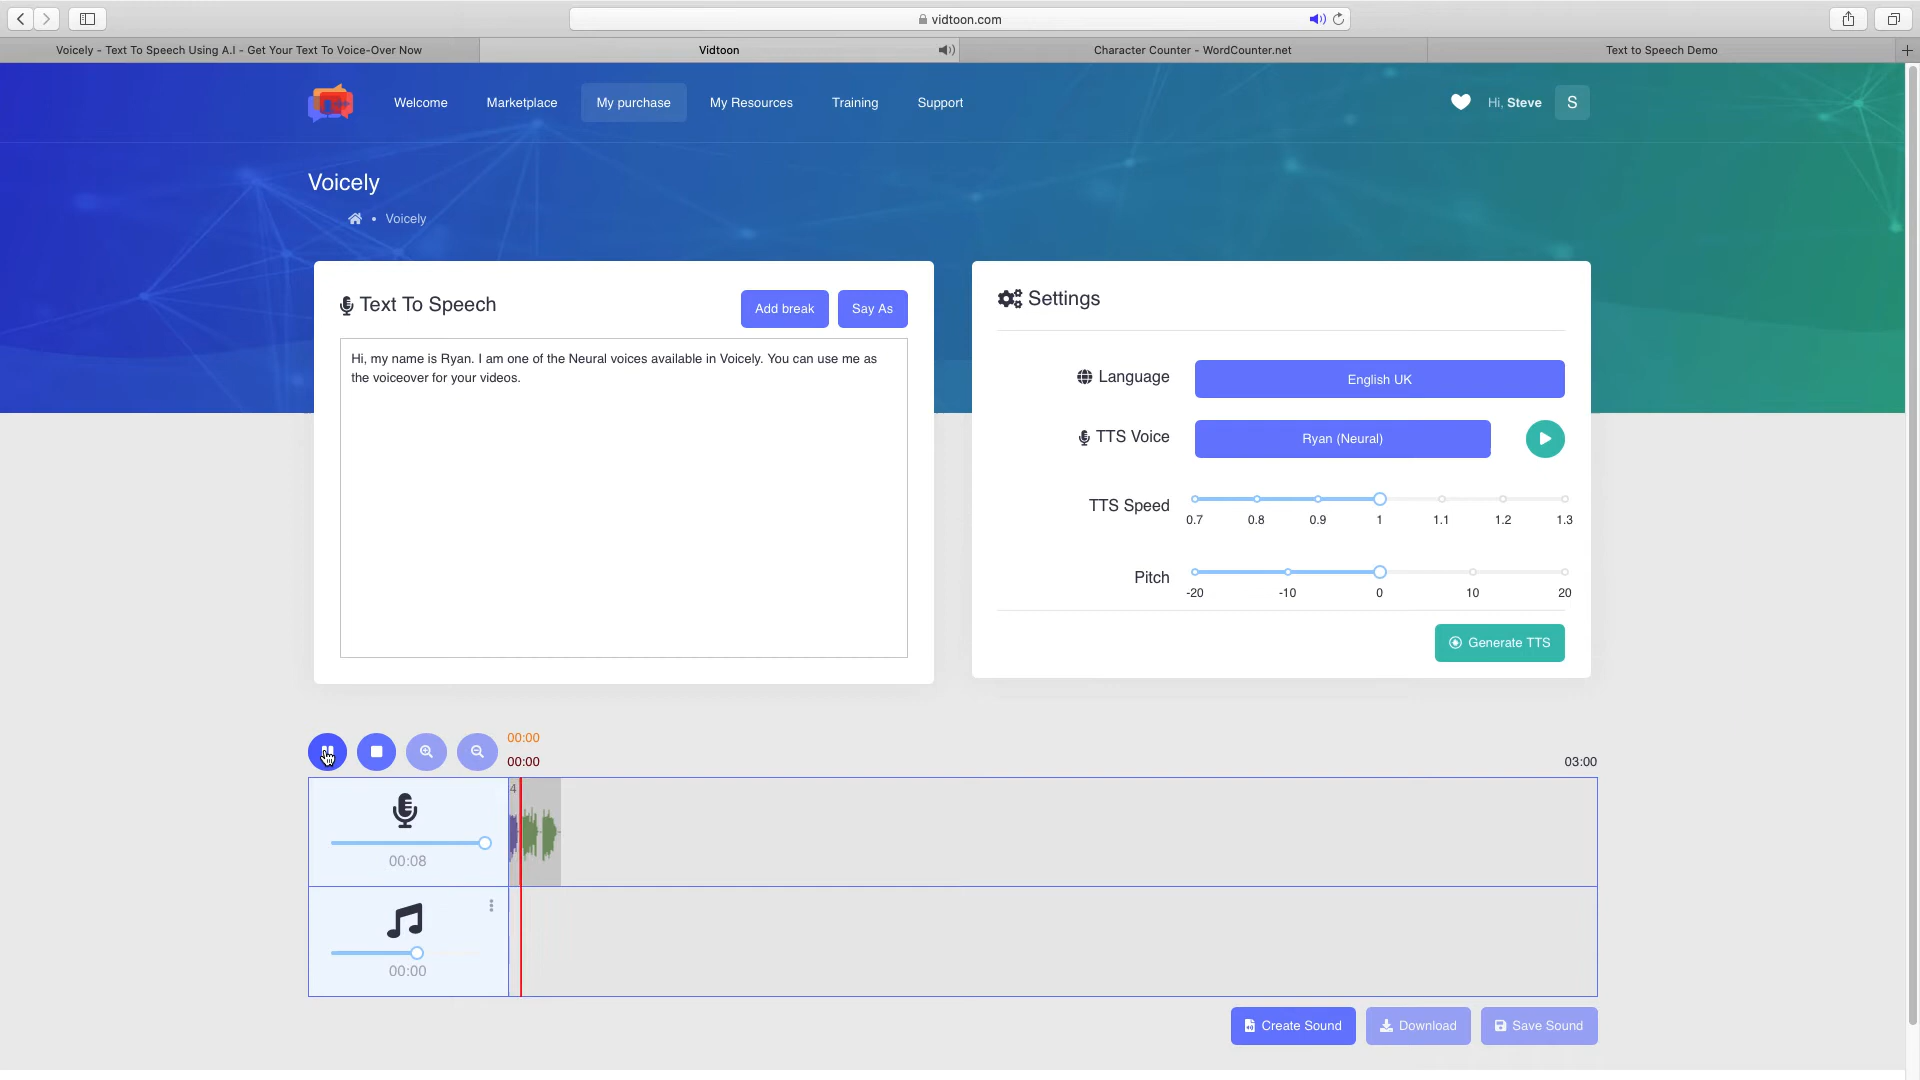 vidtoon.com
Voicely - Text To Speech Using A.I - Get Your Text To Voice-Over Now
Vidtoon
Character Counter - WordCounter.net
Text to Speech Demo
Welcome
Marketplace
My purchase
My Resources
Training
Support
Hi, Steve
S
Voicely
Voicely
Text To Speech
Add break
Say As
Hi, my name is Ryan. I am one of the Neural voices available in Voicely. You can use me as
the voiceover for your videos.
Settings
Language
English UK
TTS Voice
Ryan (Neural)
TTS Speed
0.7 0.8 0.9 1 1.1 1.2 1.3
Pitch
-20 -10 0 10 20
Generate TTS
00:00
00:00
03:00
4
00:08
00:00
Create Sound
Download
Save Sound